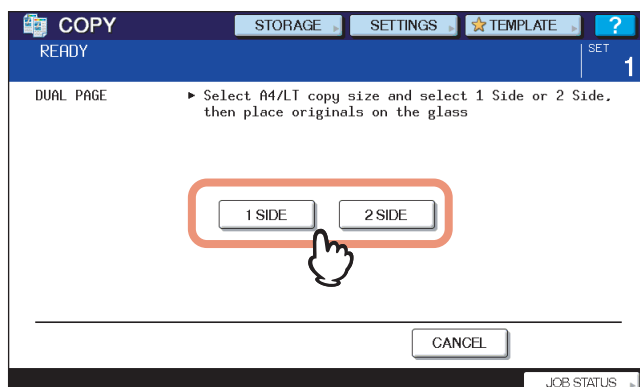 COPY STORAGE SETTINGS TEMPLATE ?
READY SET
1
DUAL PAGE ► Select A4/LT copy size and select 1 Side or 2 Side,
then place originals on the glass
1 SIDE 2 SIDE
CANCEL
JOB STATUS